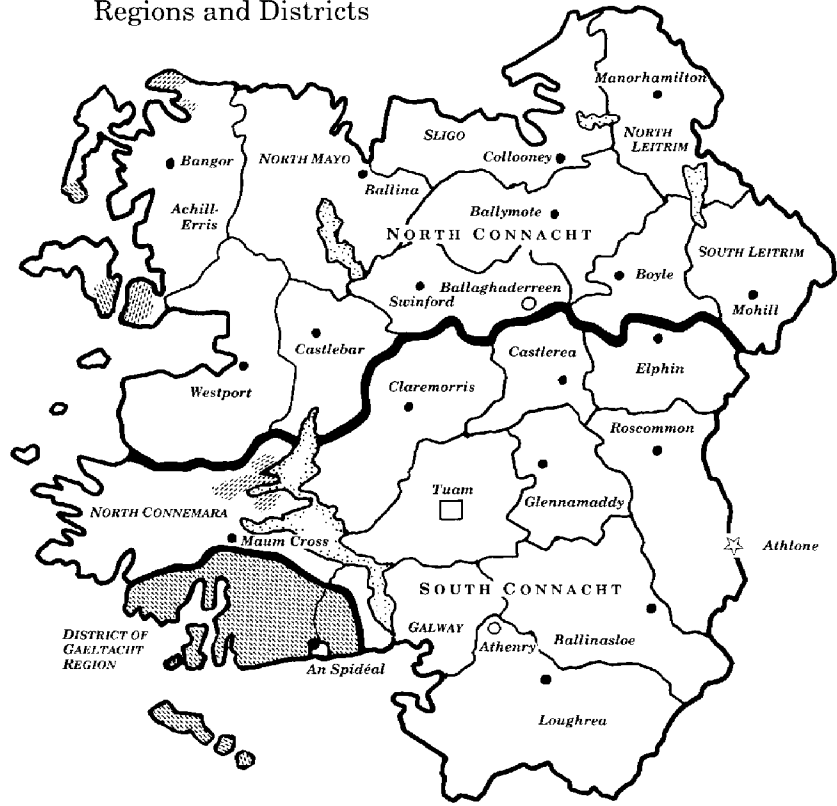 Regions and Districts
Manorhamilton
SLIGO
NORTH
LEITRIM
Bangor
NORTH MAYO
Collooney
Ballina
Achill-
Erris
Ballymote
NORTH CONNACHT
SOUTH LEITRIM
Boyle
Ballaghaderreen
Swinford
Mohill
Castlebar
Castlerea
Elphin
Westport
Claremorris
Roscommon
Tuam
Glennamaddy
NORTH CONNEMARA
Maum Cross
Athlone
SOUTH CONNACHT
DISTRICT OF
GAELTACHT
REGION
GALWAY
Athenry
Ballinasloe
An Spidéal
Loughrea